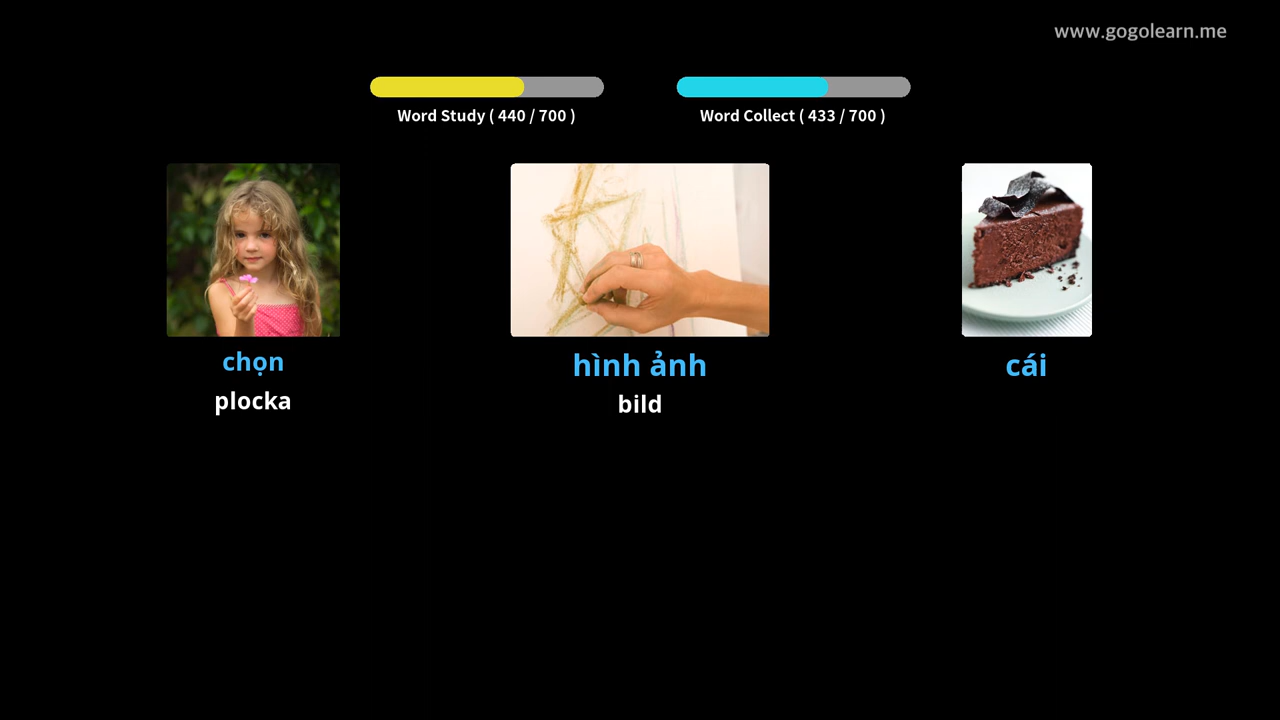 www.gogolearn.me
Word Study ( 440 / 700 )
Word Collect ( 433 / 700 )
chọn
hình ảnh
cái
plocka
bild